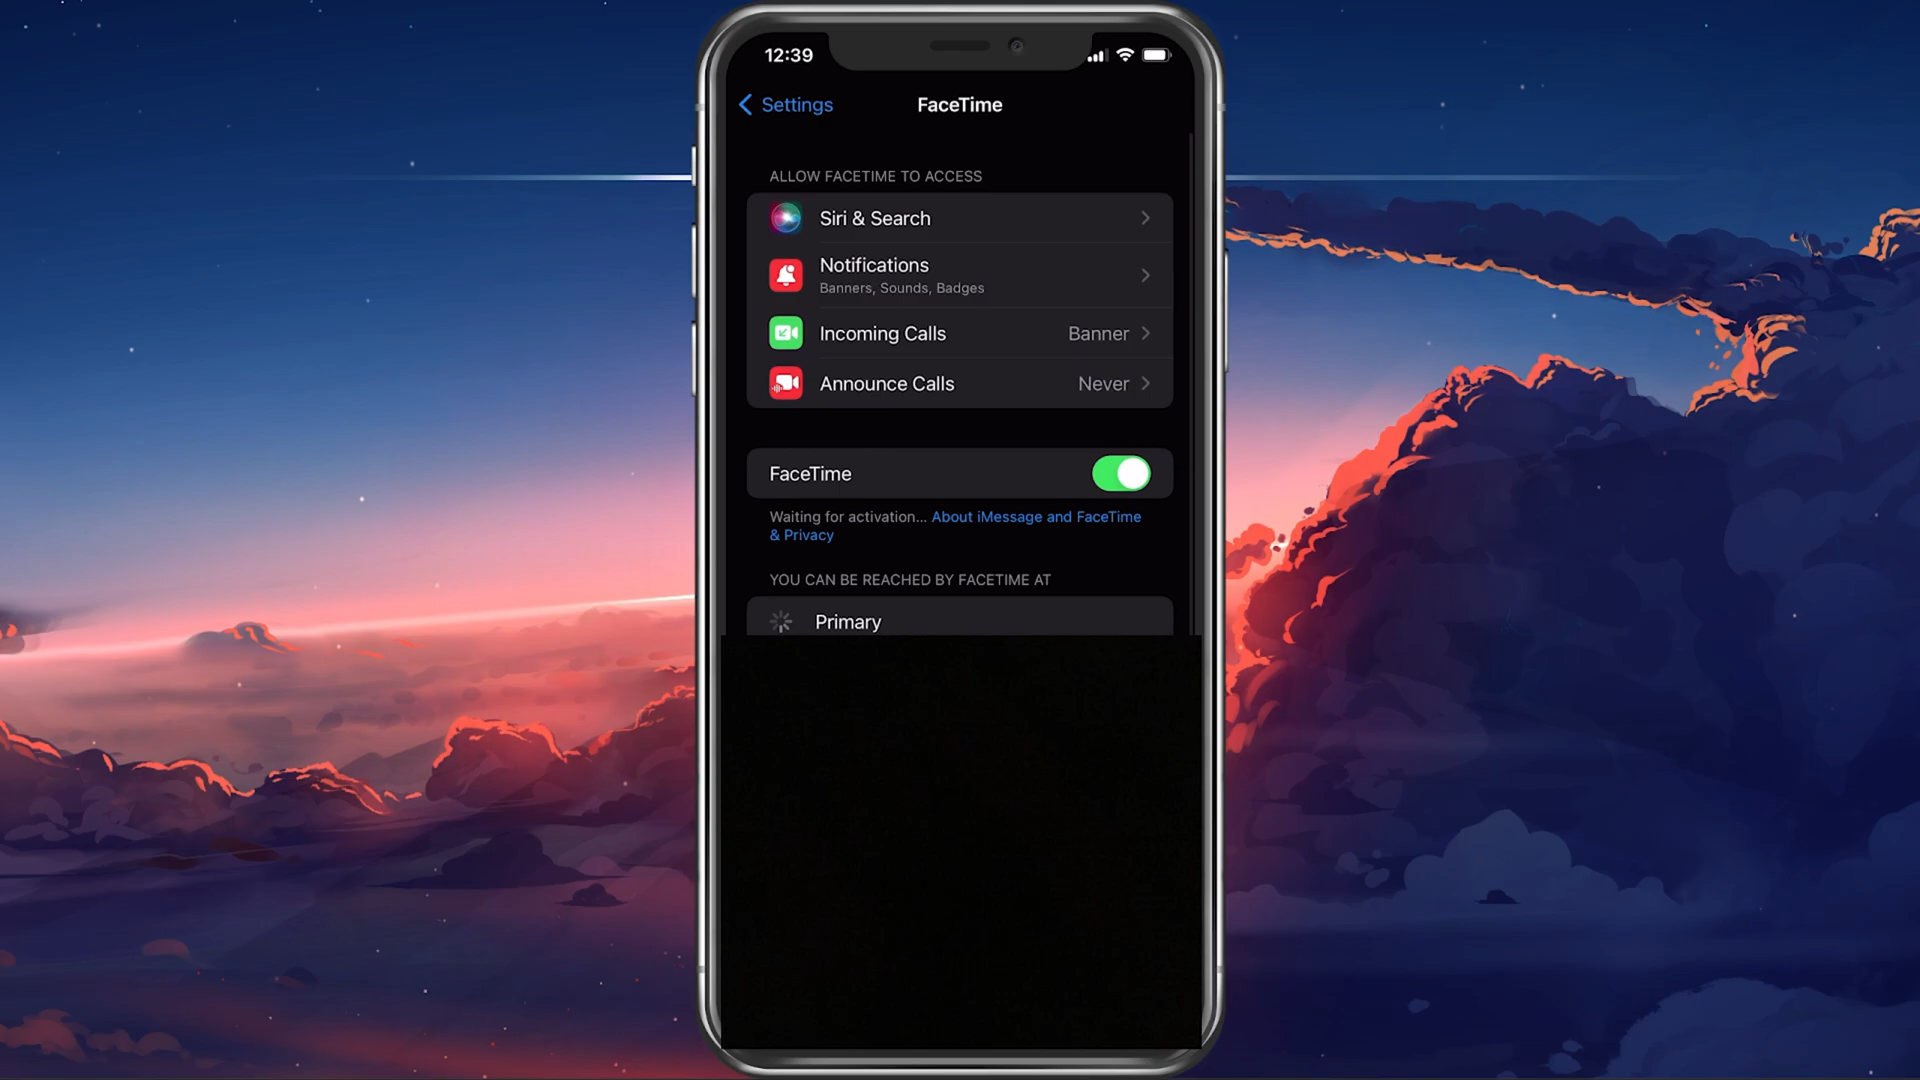 12:39
Settings
FaceTime
ALLOW FACETIME TO ACCESS
Siri & Search
Notifications
Banners, Sounds, Badges
Incoming Calls Banner
Announce Calls Never
FaceTime
Waiting for activation... About iMessage and FaceTime
& Privacy
YOU CAN BE REACHED BY FACETIME AT
Primary